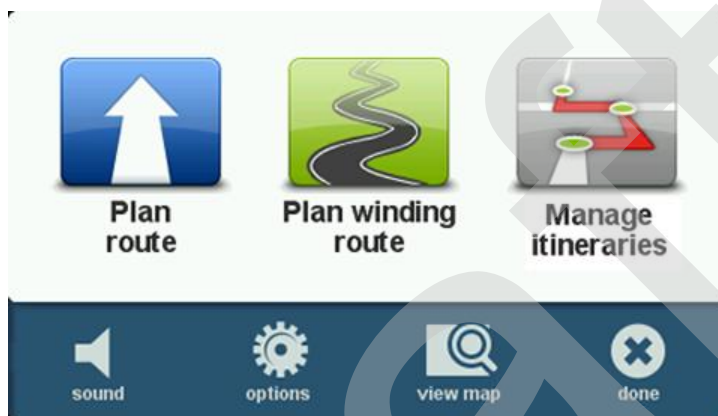 Plan
route
Plan winding
route
Manage
itineraries
sound
options
view map
done